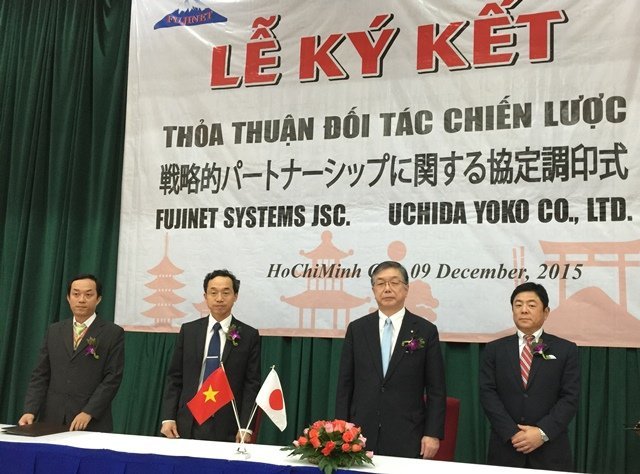 FUJINET
LỄ KÝ KẾT
THỎA THUẬN ĐỐI TÁC CHIẾN LƯỢC
戦略的パートナーシップに関する協定調印式
FUJINET SYSTEMS JSC. UCHIDA YOKO CO., LTD.
HoChiMinh 09 December, 2015